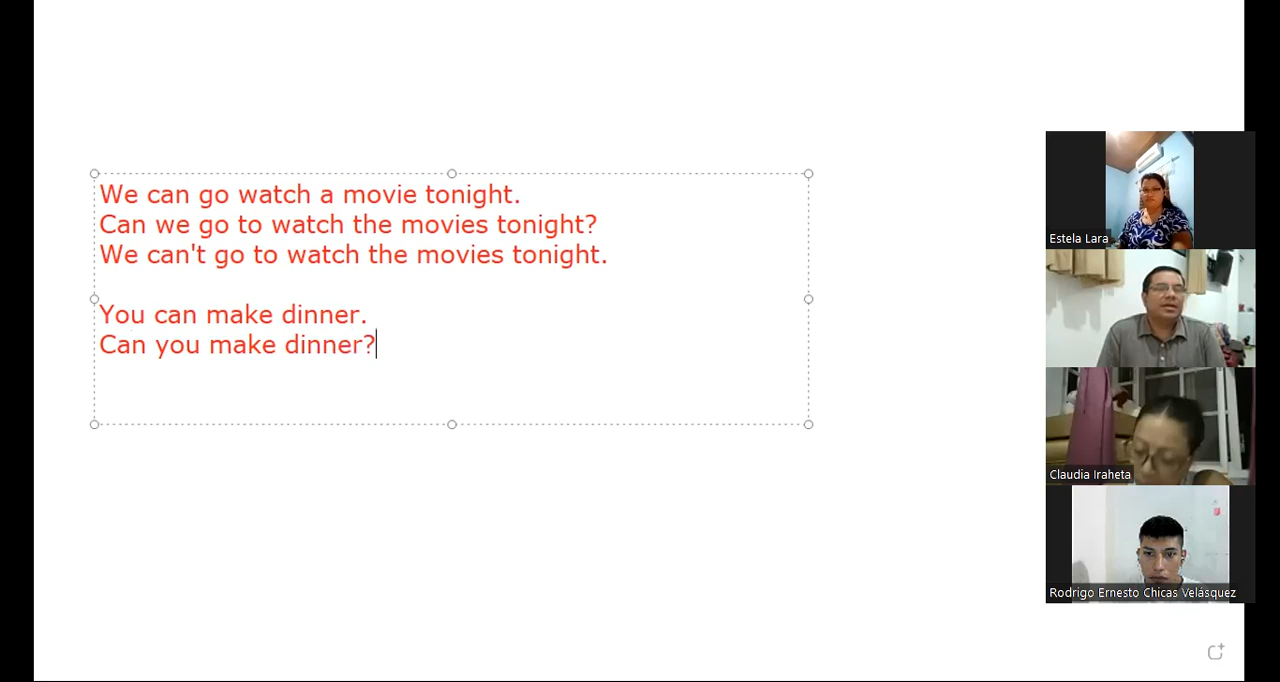 We can go watch a movie tonight.
Can we go to watch the movies tonight?
We can't go to watch the movies tonight.
You can make dinner.
Can you make dinner?
Estela Lara
Claudia Iraheta
Rodrigo Ernesto Chicas Velásquez